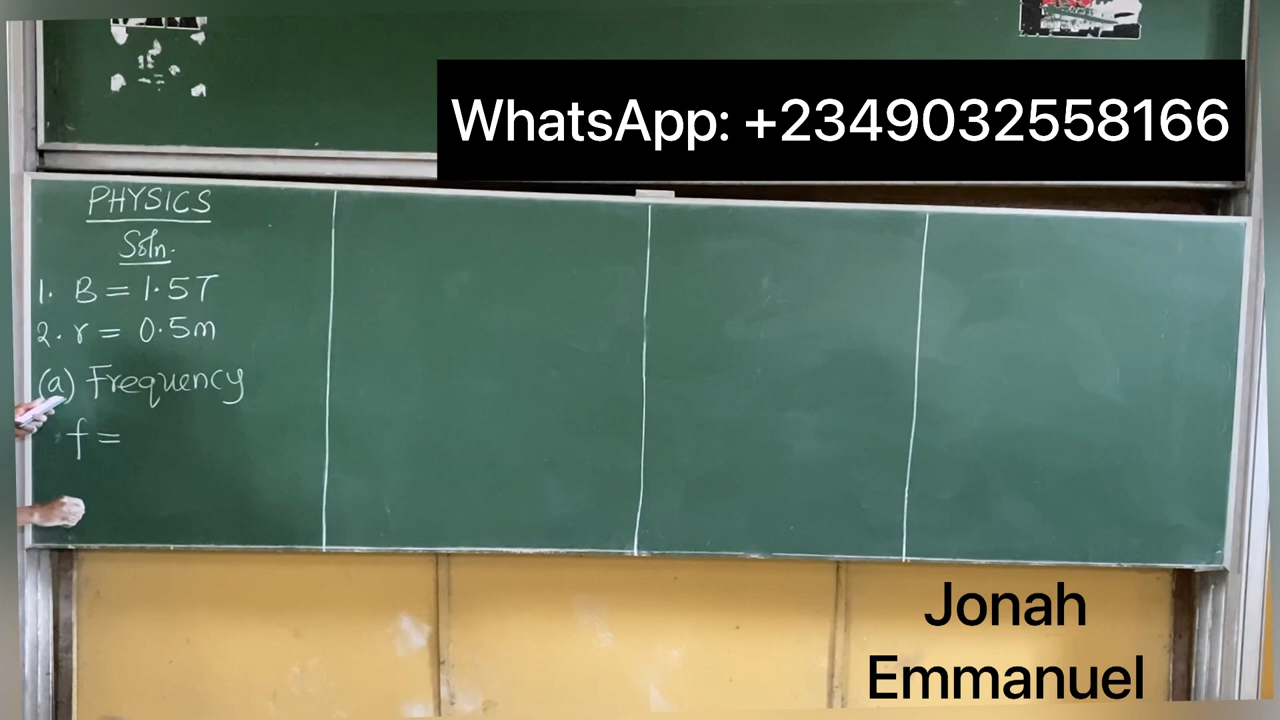 WhatsApp: +2349032558166
PHYSICS
Soln.
1. B = 1.5T
2. r = 0.5m
(a) Frequency
f =
Jonah
Emmanuel